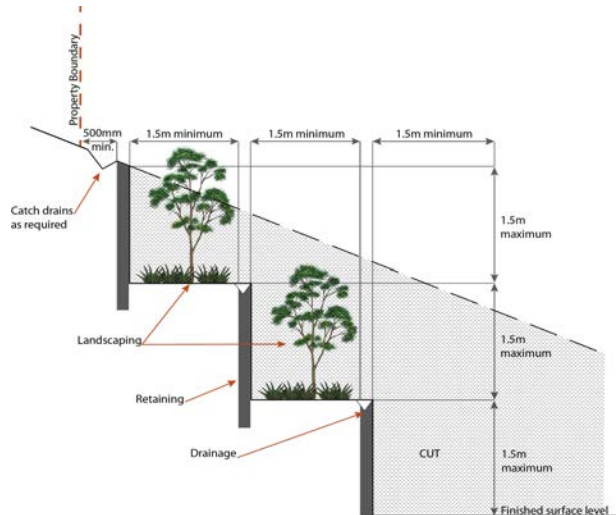 Property Boundary
500mm
min.
1.5m minimum
1.5m minimum
1.5m minimum
Catch drains
as required
1.5m
maximum
Landscaping
1.5m
maximum
Retaining
Drainage
CUT
1.5m
maximum
Finished surface level